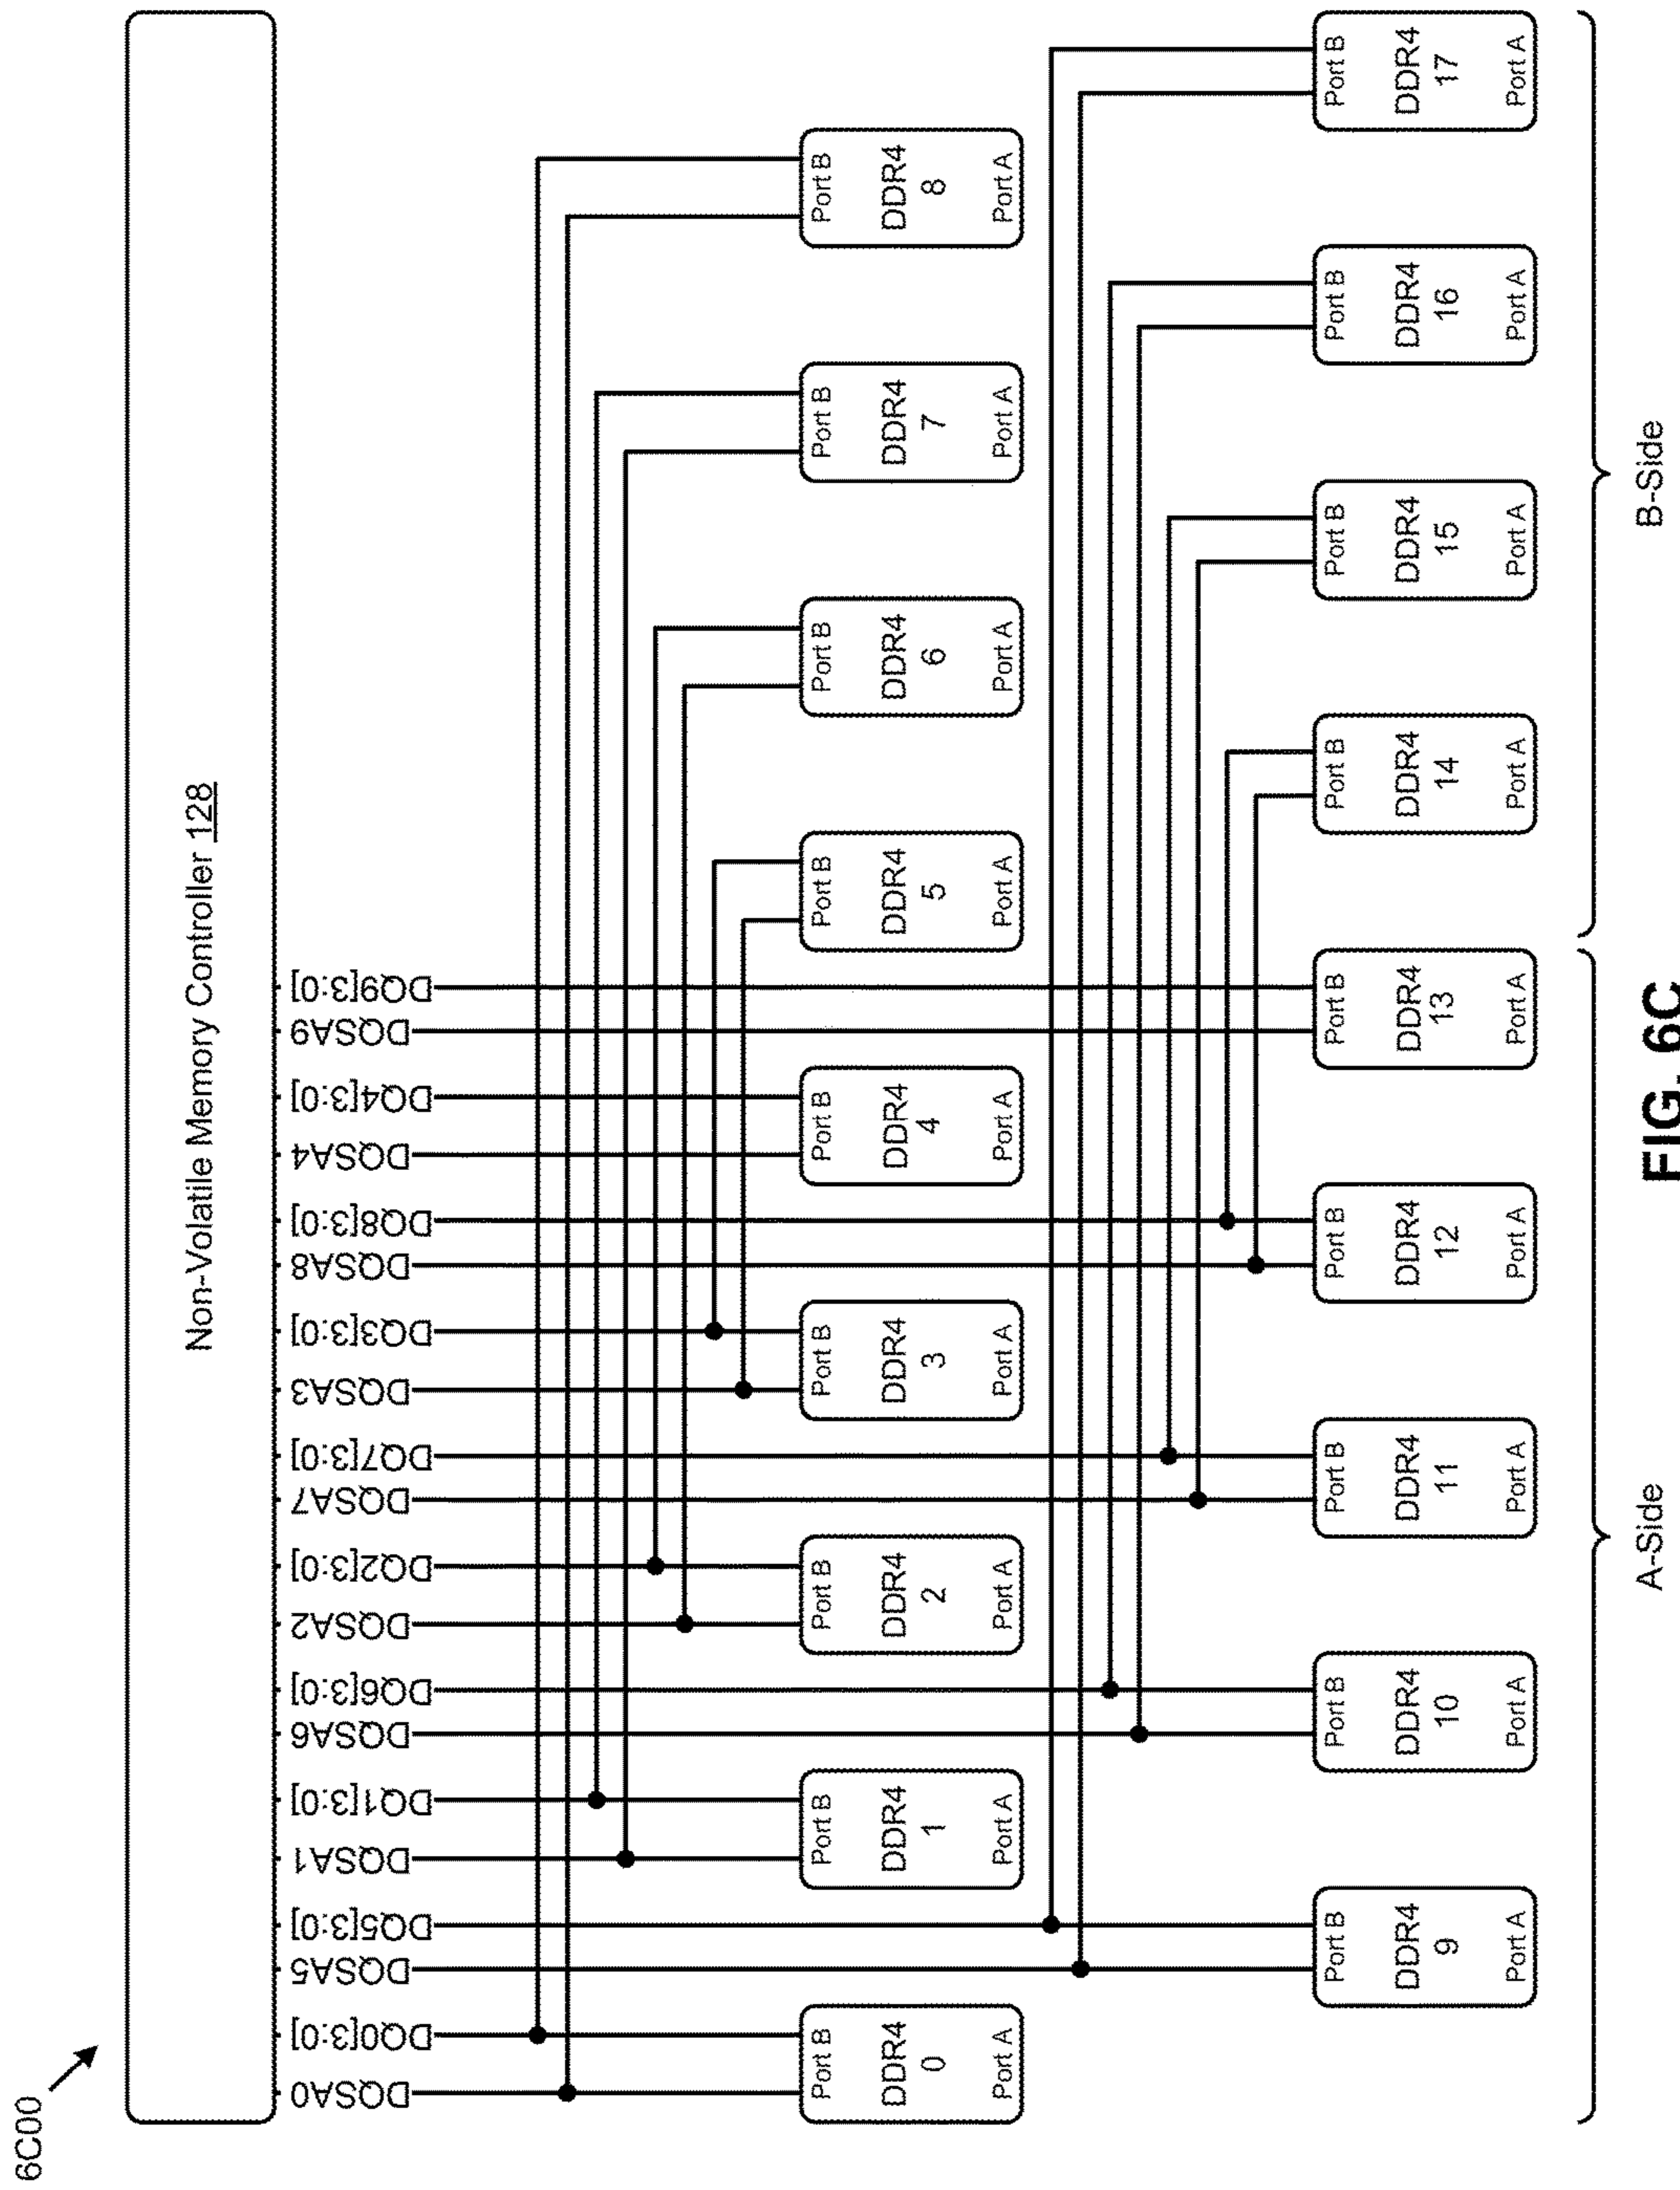 6C00
Non-Volatile Memory Controller 128
DQSA0
DQ0[3:0]
DQSA5
DQ5[3:0]
DQSA1
DQ1[3:0]
DQSA6
DQ6[3:0]
DQSA2
DQ2[3:0]
DQSA7
DQ7[3:0]
DQSA3
DQ3[3:0]
DQSA8
DQ8[3:0]
DQSA4
DQ4[3:0]
DQSA9
DQ9[3:0]
Port B
DDR4
0
Port A
Port B
DDR4
1
Port A
Port B
DDR4
2
Port A
Port B
DDR4
3
Port A
Port B
DDR4
4
Port A
Port B
DDR4
5
Port A
Port B
DDR4
6
Port A
Port B
DDR4
7
Port A
Port B
DDR4
8
Port A
Port B
DDR4
9
Port A
Port B
DDR4
10
Port A
Port B
DDR4
11
Port A
Port B
DDR4
12
Port A
Port B
DDR4
13
Port A
Port B
DDR4
14
Port A
Port B
DDR4
15
Port A
Port B
DDR4
16
Port A
Port B
DDR4
17
Port A
A-Side
B-Side
FIG. 6C